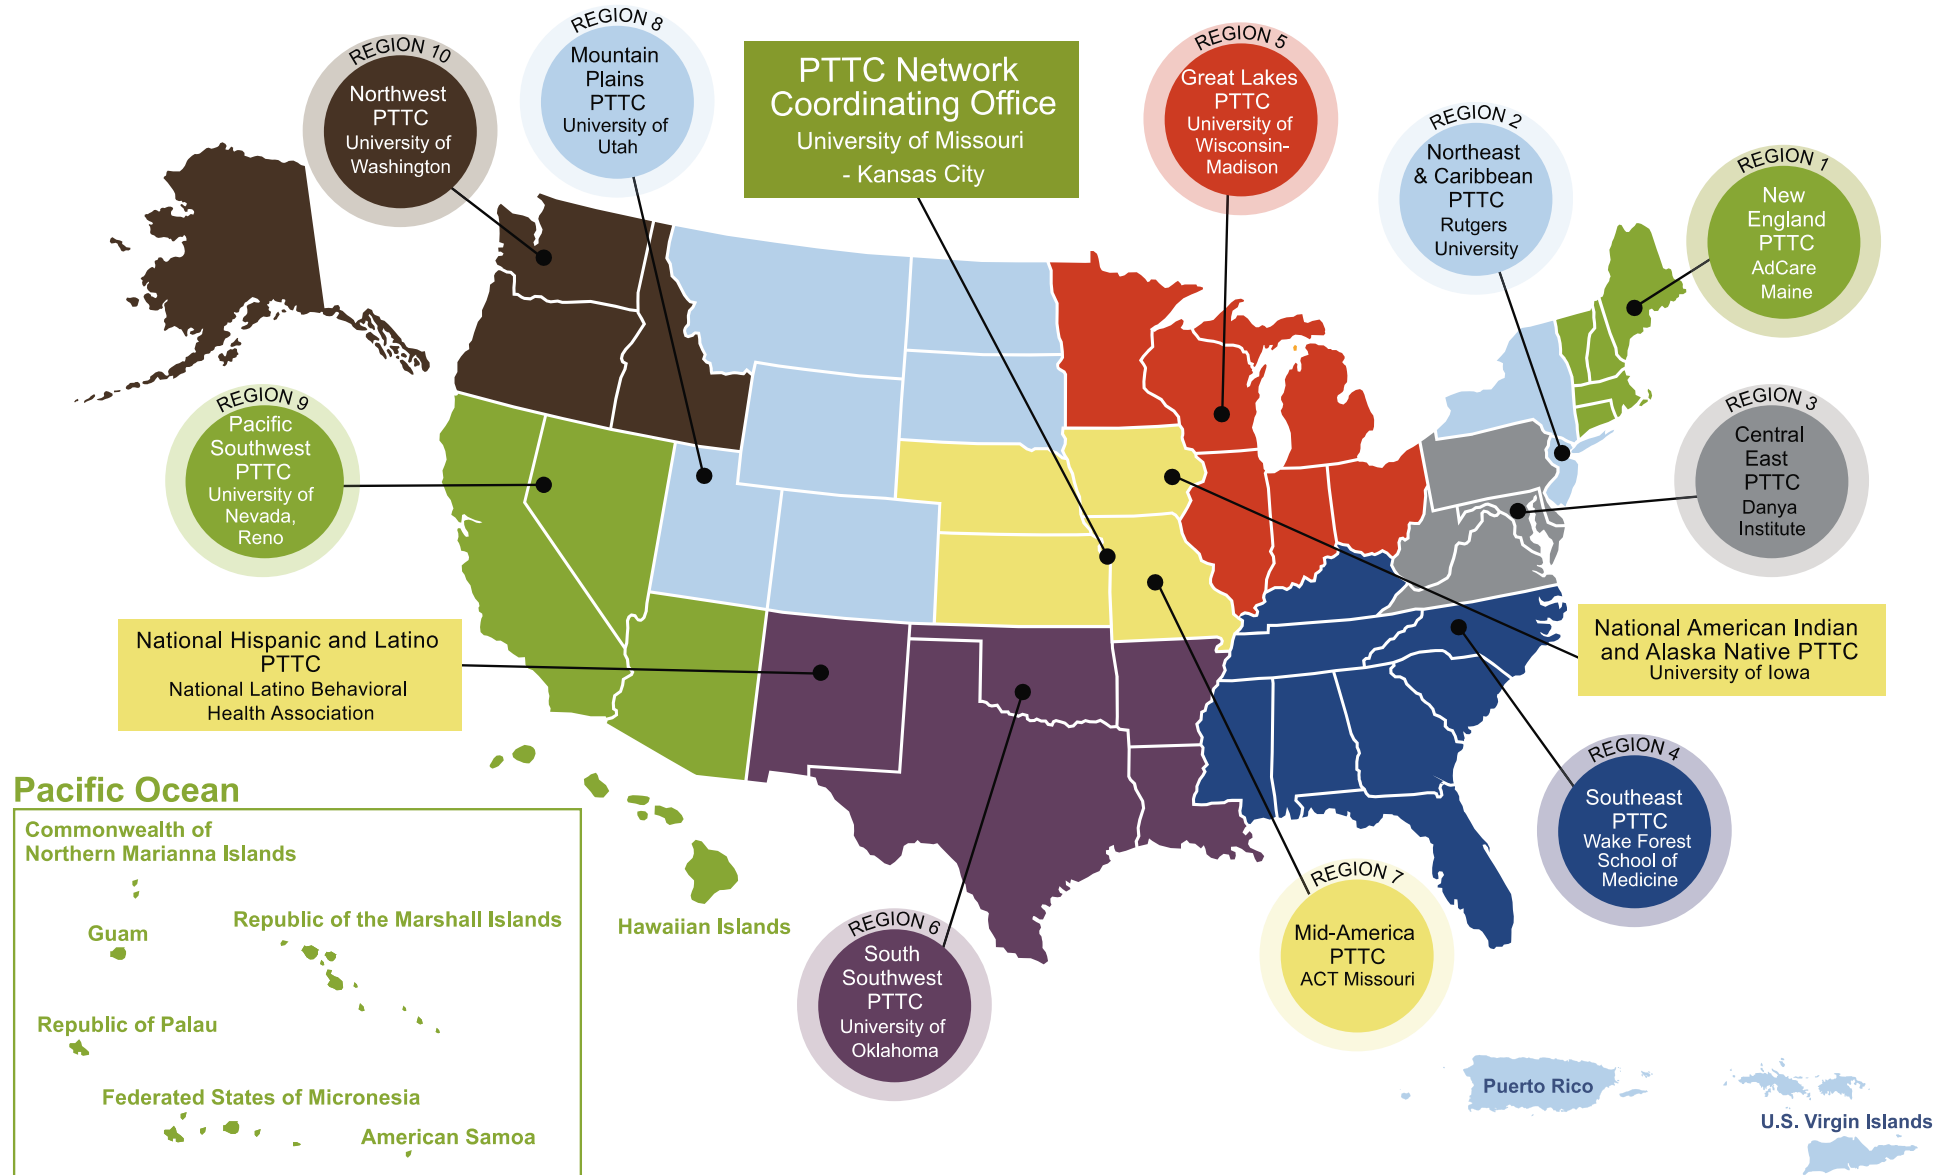 REGION 10
Northwest
PTTC
University of
Washington
REGION 8
Mountain
Plains
PTTC
University of
Utah
PTTC Network
Coordinating Office
University of Missouri
- Kansas City
REGION 5
Great Lakes
PTTC
University of
Wisconsin-
Madison
REGION 2
Northeast
& Caribbean
PTTC
Rutgers
University
REGION 1
New
England
PTTC
AdCare
Maine
REGION 9
Pacific
Southwest
PTTC
University of
Nevada,
Reno
REGION 3
Central
East
PTTC
Danya
Institute
National Hispanic and Latino
PTTC
National Latino Behavioral
Health Association
National American Indian
and Alaska Native PTTC
University of Iowa
REGION 4
Southeast
PTTC
Wake Forest
School of
Medicine
REGION 7
Mid-America
PTTC
ACT Missouri
REGION 6
South
Southwest
PTTC
University of
Oklahoma
Hawaiian Islands
Pacific Ocean
Commonwealth of
Northern Marianna Islands
Guam
Republic of the Marshall Islands
Republic of Palau
Federated States of Micronesia
American Samoa
Puerto Rico
U.S. Virgin Islands